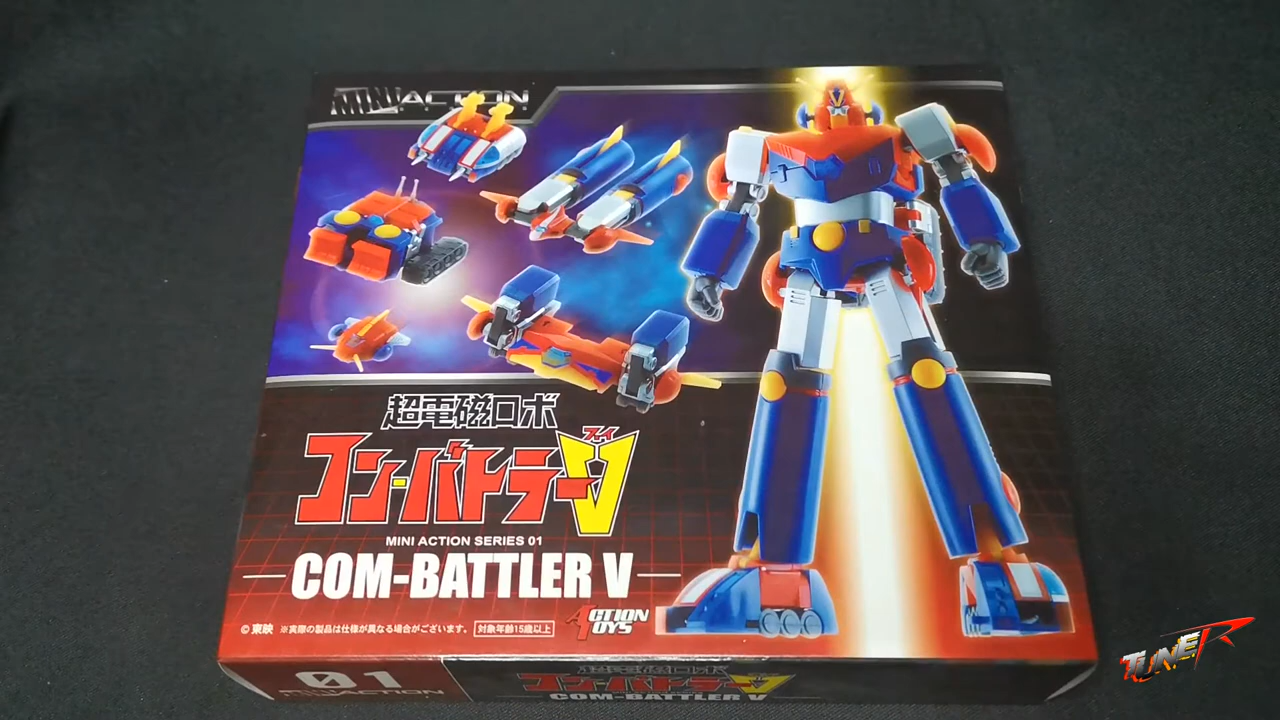 MINI ACTION
超電磁ロボ
コン・バトラーV
ブイ
MINI ACTION SERIES 01
COM-BATTLER V
ACTION TOYS
©東映 ※実際の製品は仕様が異なる場合がございます。 対象年齢15歳以上
01
MINI ACTION
超電磁ロボ
コン・バトラーV
COM-BATTLER V
TUNER